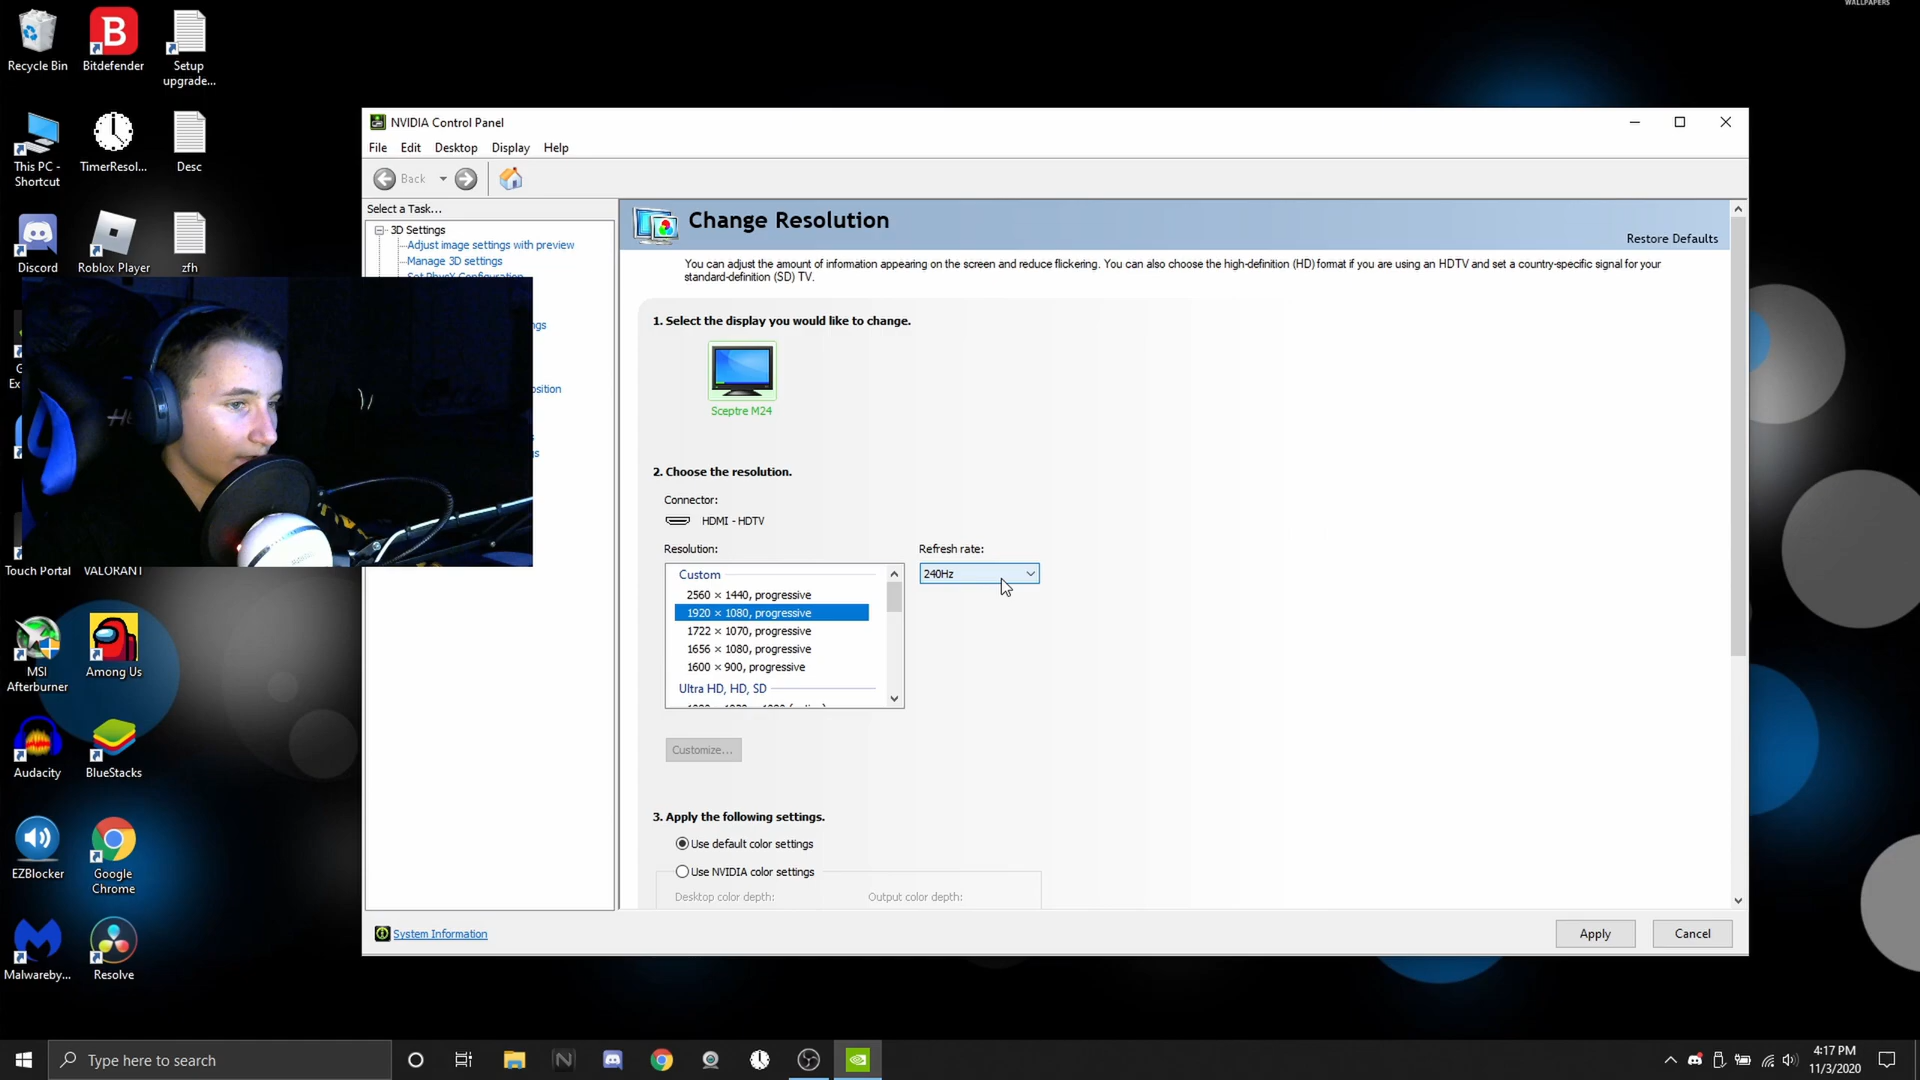 WALLPAPERS
Recycle Bin
Bitdefender
Setup
upgrade...
This PC -
Shortcut
TimerResol...
Desc
Discord
Roblox Player
zfh
Touch Portal
VALORANT
MSI
Afterburner
Among Us
Audacity
BlueStacks
EZBlocker
Google
Chrome
Malwareby...
Resolve
NVIDIA Control Panel
File Edit Desktop Display Help
Back
Select a Task...
3D Settings
Adjust image settings with preview
Manage 3D settings
Set PhysX Configuration
Change Resolution
Restore Defaults
You can adjust the amount of information appearing on the screen and reduce flickering. You can also choose the high-definition (HD) format if you are using an HDTV and set a country-specific signal for your
standard-definition (SD) TV.
1. Select the display you would like to change.
Sceptre M24
2. Choose the resolution.
Connector:
HDMI - HDTV
Resolution:
Refresh rate:
Custom
2560 × 1440, progressive
1920 × 1080, progressive
1722 × 1070, progressive
1656 × 1080, progressive
1600 × 900, progressive
Ultra HD, HD, SD
240Hz
Customize...
3. Apply the following settings.
Use default color settings
Use NVIDIA color settings
Desktop color depth:
Output color depth:
System Information
Apply
Cancel
Type here to search
4:17 PM
11/3/2020